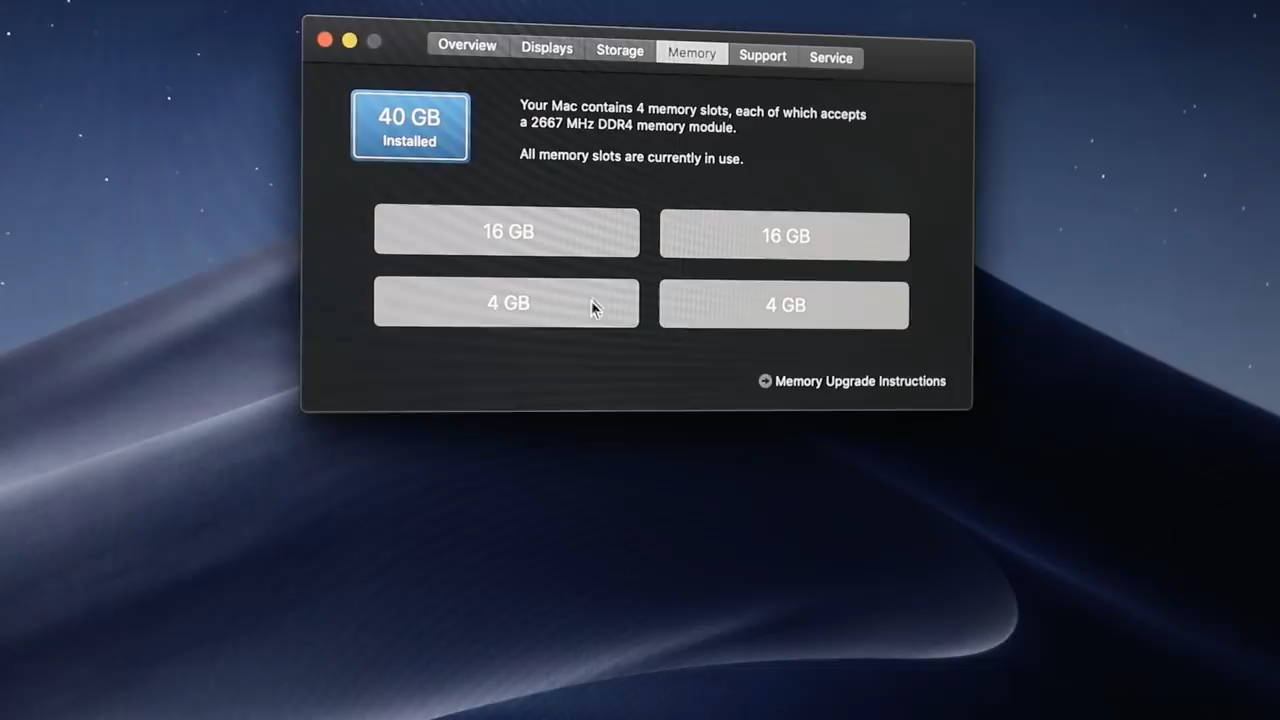 Overview
Displays
Storage
Memory
Support
Service
40 GB
Installed
Your Mac contains 4 memory slots, each of which accepts
a 2667 MHz DDR4 memory module.
All memory slots are currently in use.
16 GB
16 GB
4 GB
4 GB
Memory Upgrade Instructions